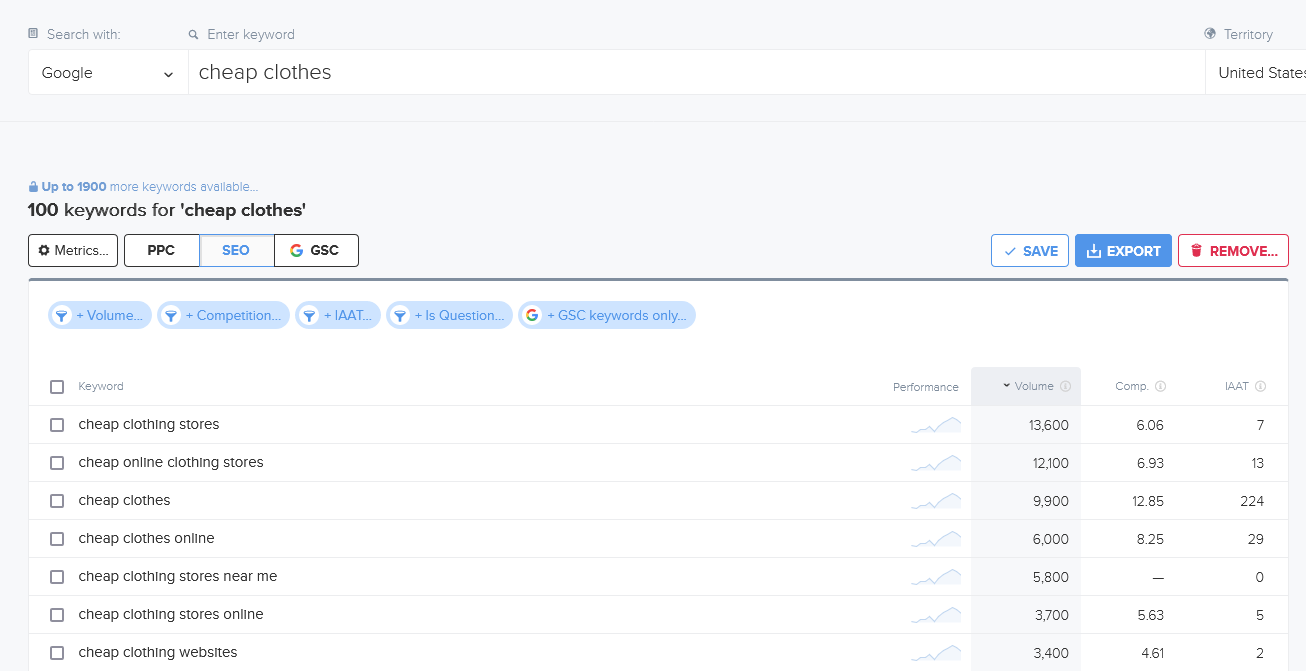 Search with: Enter keyword Territory
Google cheap clothes United States
Up to 1900 more keywords available...
100 keywords for 'cheap clothes'
Metrics... PPC SEO GSC SAVE EXPORT REMOVE...
+ Volume... + Competition... + IAAT... + Is Question... + GSC keywords only...
Keyword Performance Volume Comp. IAAT
cheap clothing stores 13,600 6.06 7
cheap online clothing stores 12,100 6.93 13
cheap clothes 9,900 12.85 224
cheap clothes online 6,000 8.25 29
cheap clothing stores near me 5,800 — 0
cheap clothing stores online 3,700 5.63 5
cheap clothing websites 3,400 4.61 2